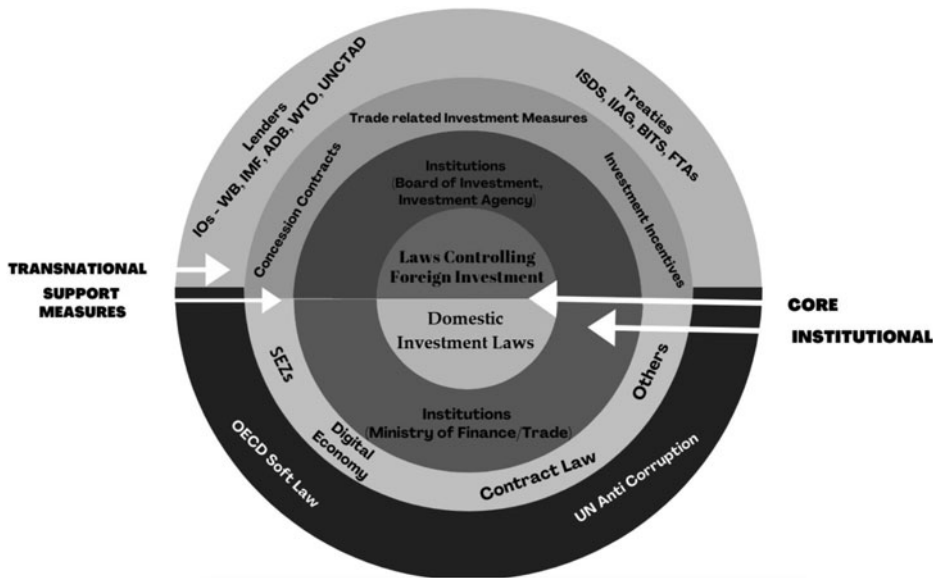 Lenders
IOs - WB, IMF, ADB, WTO, UNCTAD
Treaties
ISDS, IIAG, BITS, FTAs
Trade related Investment Measures
Concession Contracts
Investment Incentives
Institutions
(Board of Investment,
Investment Agency)
Laws Controlling
Foreign Investment
TRANSNATIONAL
SUPPORT
MEASURES
CORE
INSTITUTIONAL
Domestic
Investment Laws
Institutions
(Ministry of Finance/Trade)
SEZs
Digital
Economy
Contract Law
Others
OECD Soft Law
UN Anti Corruption